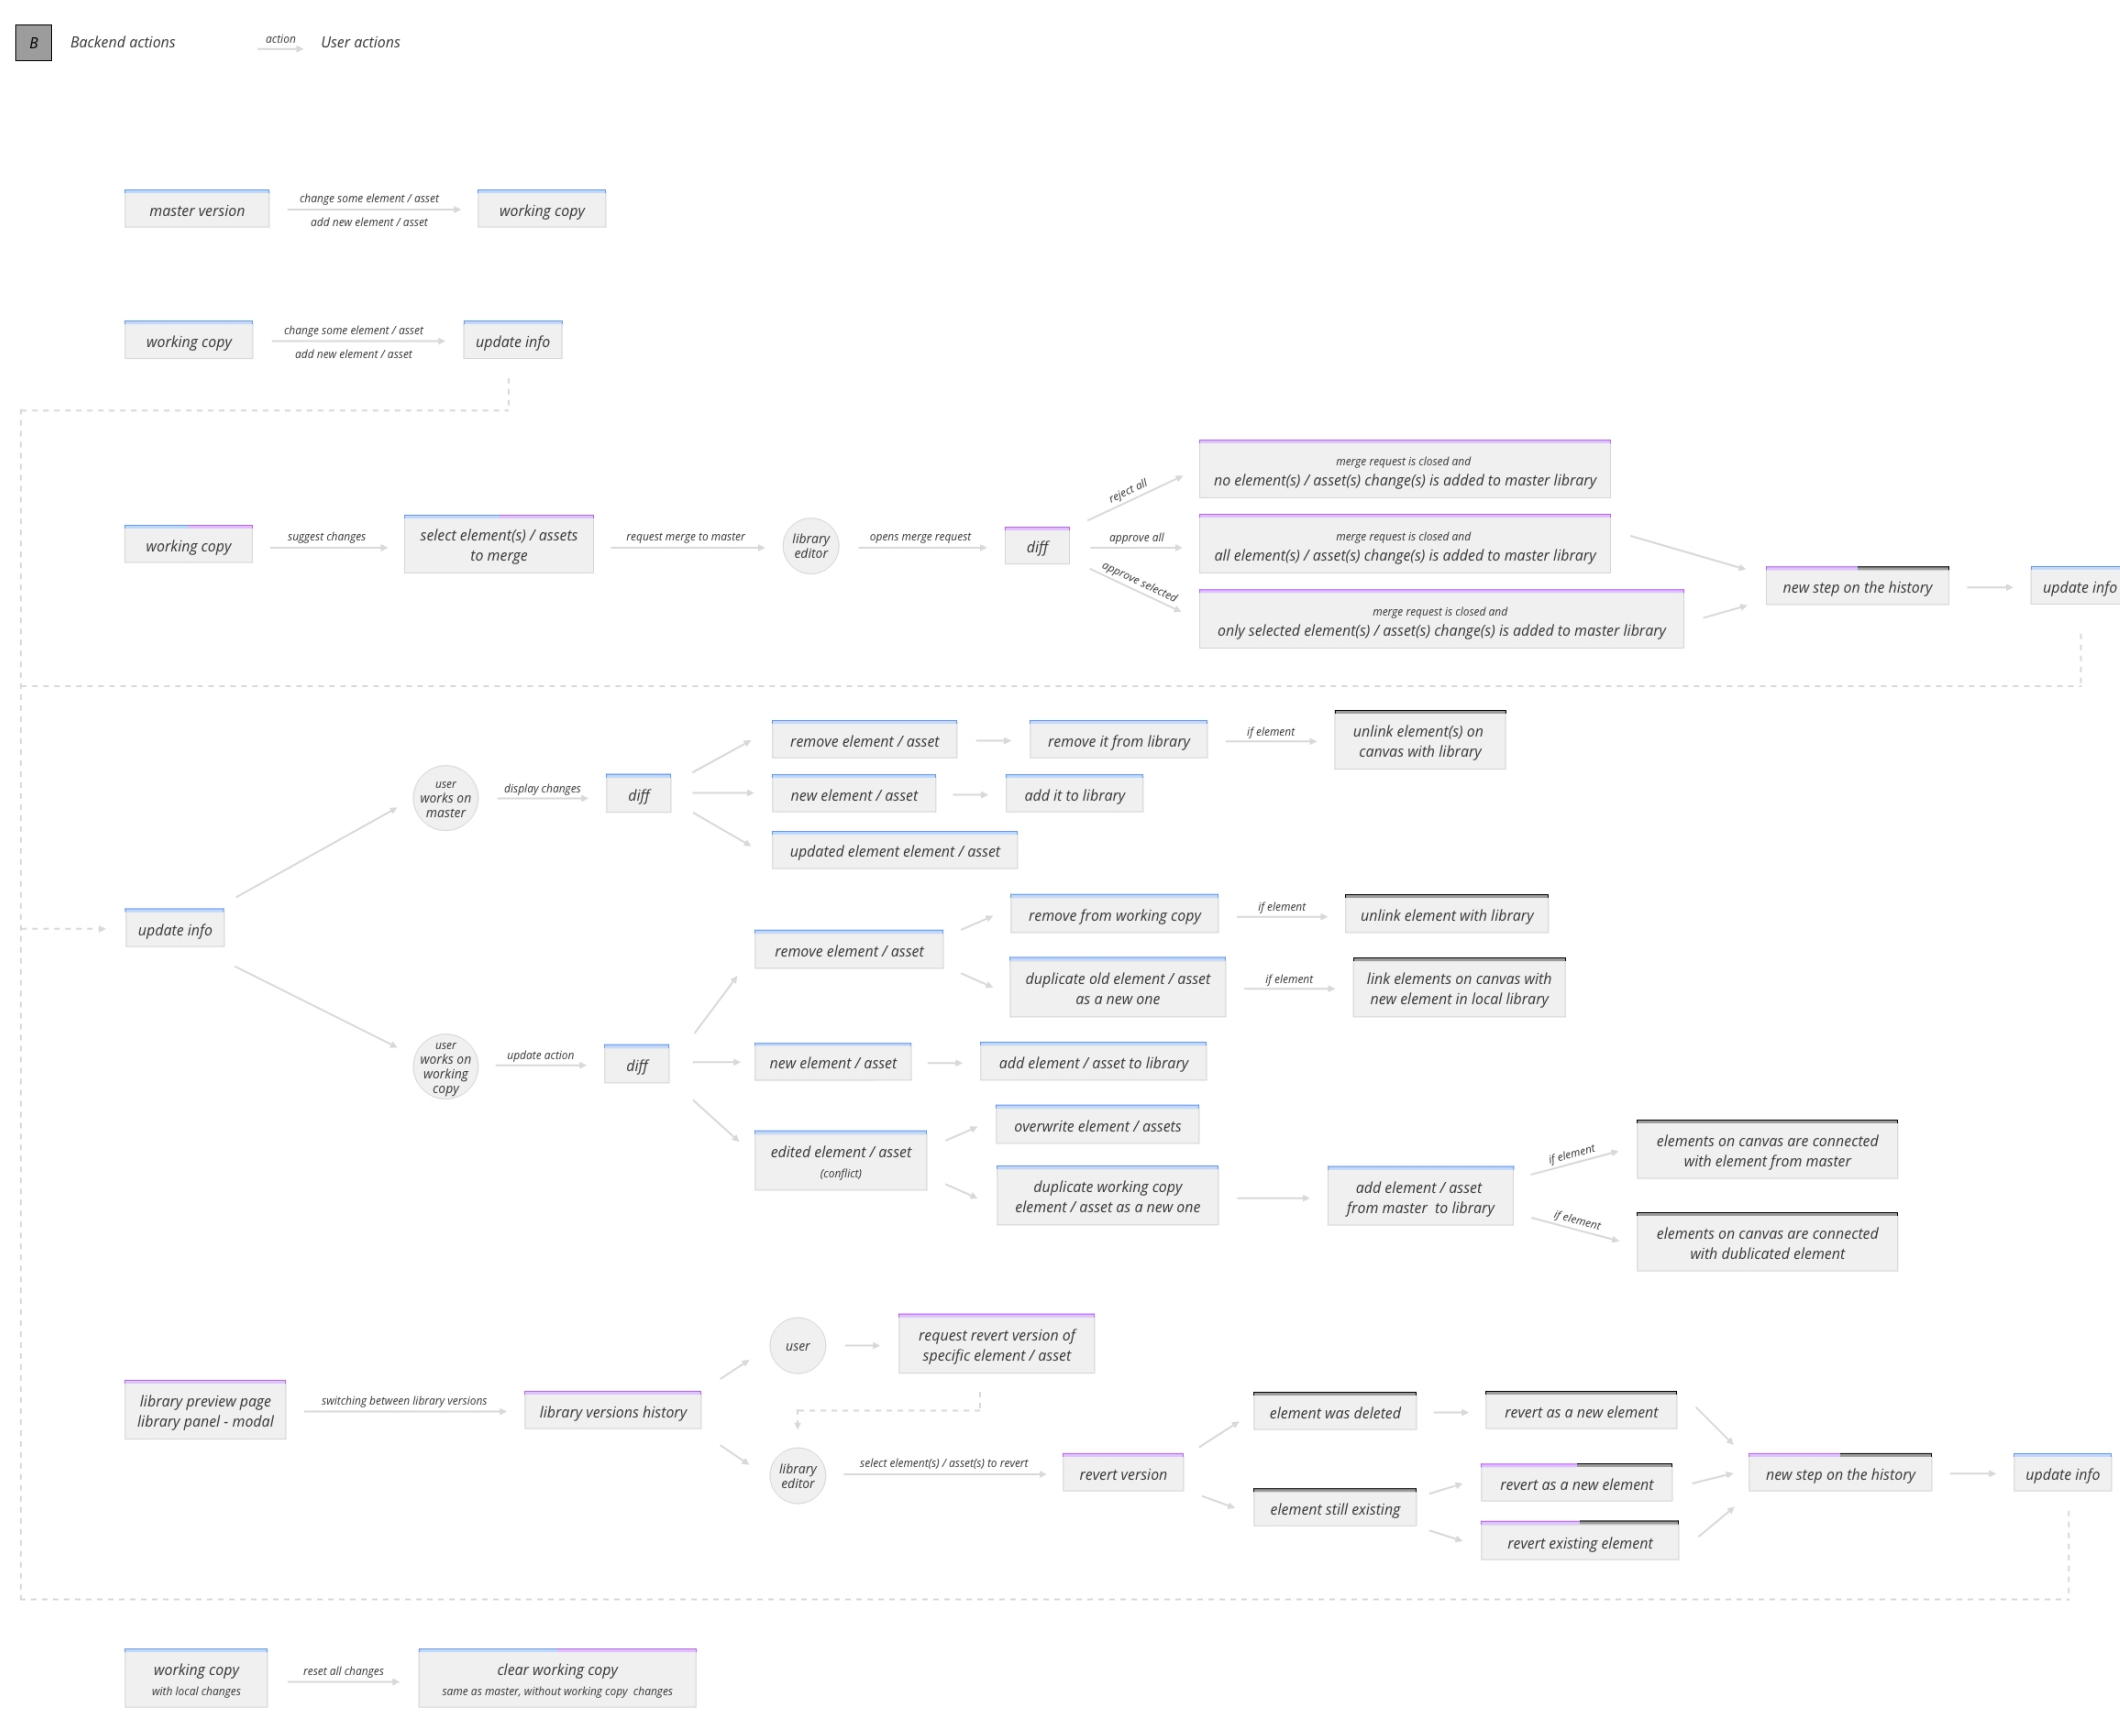 B
Backend actions
action
User actions
master version
change some element / asset
add new element / asset
working copy
working copy
change some element / asset
add new element / asset
update info
working copy
suggest changes
select element(s) / assets
to merge
request merge to master
library
editor
opens merge request
diff
reject all
approve all
approve selected
merge request is closed and
no element(s) / asset(s) change(s) is added to master library
merge request is closed and
all element(s) / asset(s) change(s) is added to master library
merge request is closed and
only selected element(s) / asset(s) change(s) is added to master library
new step on the history
update info
update info
user
works on
master
display changes
diff
remove element / asset
remove it from library
if element
unlink element(s) on
canvas with library
new element / asset
add it to library
updated element element / asset
user
works on
working
copy
update action
diff
remove element / asset
remove from working copy
if element
unlink element with library
duplicate old element / asset
as a new one
if element
link elements on canvas with
new element in local library
new element / asset
add element / asset to library
edited element / asset
(conflict)
overwrite element / assets
duplicate working copy
element / asset as a new one
add element / asset
from master to library
if element
elements on canvas are connected
with element from master
if element
elements on canvas are connected
with dublicated element
library preview page
library panel - modal
switching between library versions
library versions history
user
request revert version of
specific element / asset
library
editor
select element(s) / asset(s) to revert
revert version
element was deleted
revert as a new element
element still existing
revert as a new element
revert existing element
new step on the history
update info
working copy
with local changes
reset all changes
clear working copy
same as master, without working copy changes